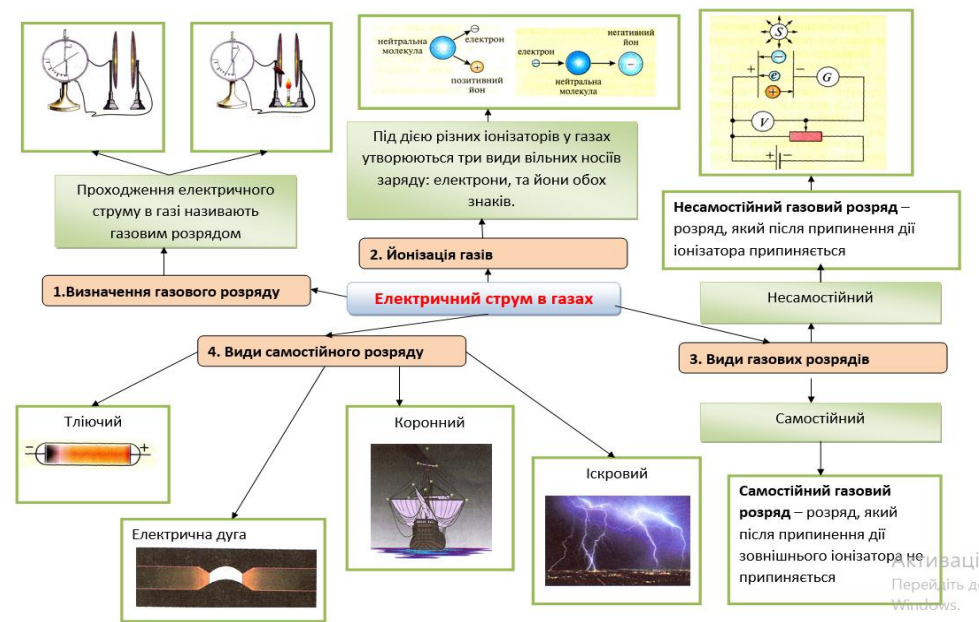 Електричний струм в газах
1.Визначення газового розряду
Проходження електричного
струму в газі називають
газовим розрядом
2. Йонізація газів
Під дією різних іонізаторів у газах
утворюються три види вільних носіїв
заряду: електрони, та йони обох
знаків.
нейтральна
молекула
електрон
+
позитивний
йон
електрон
нейтральна
молекула
негативний
йон
−
3. Види газових розрядів
Несамостійний
Несамостійний газовий розряд –
розряд, який після припинення дії
іонізатора припиняється
S
+
−
−
e
+
G
V
+
−
Самостійний
Самостійний газовий
розряд – розряд, який
після припинення дії
зовнішнього іонізатора не
припиняється
4. Види самостійного розряду
Тліючий
−
+
Електрична дуга
Коронний
Іскровий
Активаці
Перейдіть д
Windows.